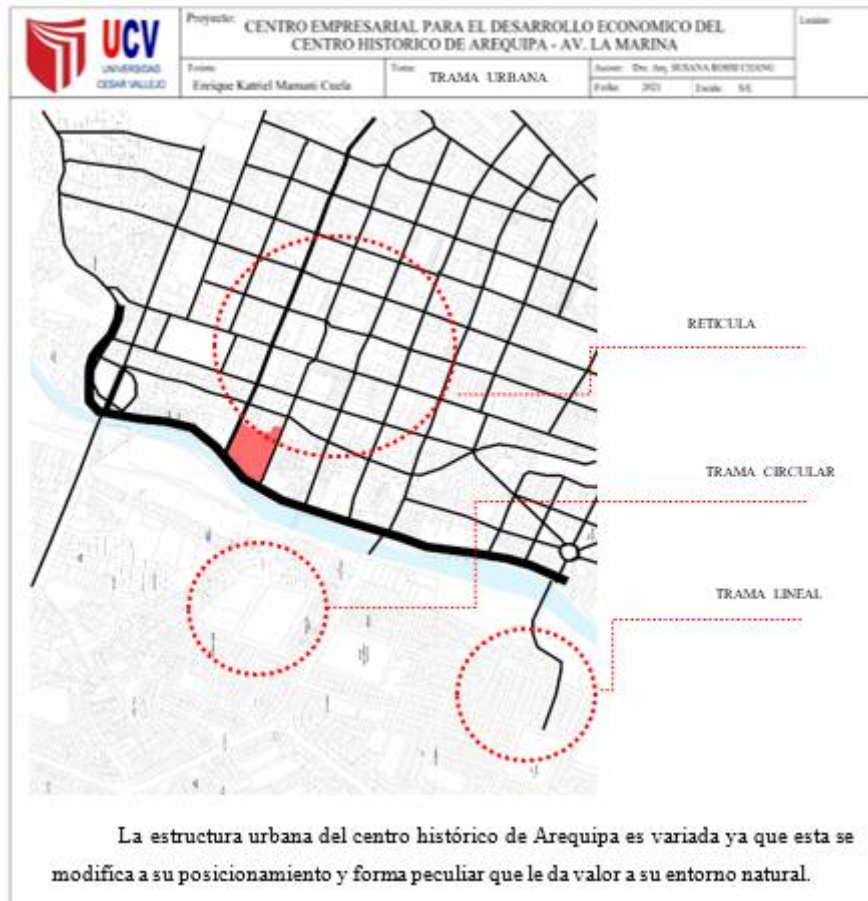 UCV
UNIVERSIDAD
CESAR VALLEJO
Proyecto: CENTRO EMPRESARIAL PARA EL DESARROLLO ECONOMICO DEL
CENTRO HISTORICO DE AREQUIPA - AV. LA MARINA
Enrique Katriel Mamani Cuela
TRAMA URBANA
Fecha: 2021
Escala: S/E
RETICULA
TRAMA CIRCULAR
TRAMA LINEAL
La estructura urbana del centro histórico de Arequipa es variada ya que esta se
modifica a su posicionamiento y forma peculiar que le da valor a su entorno natural.